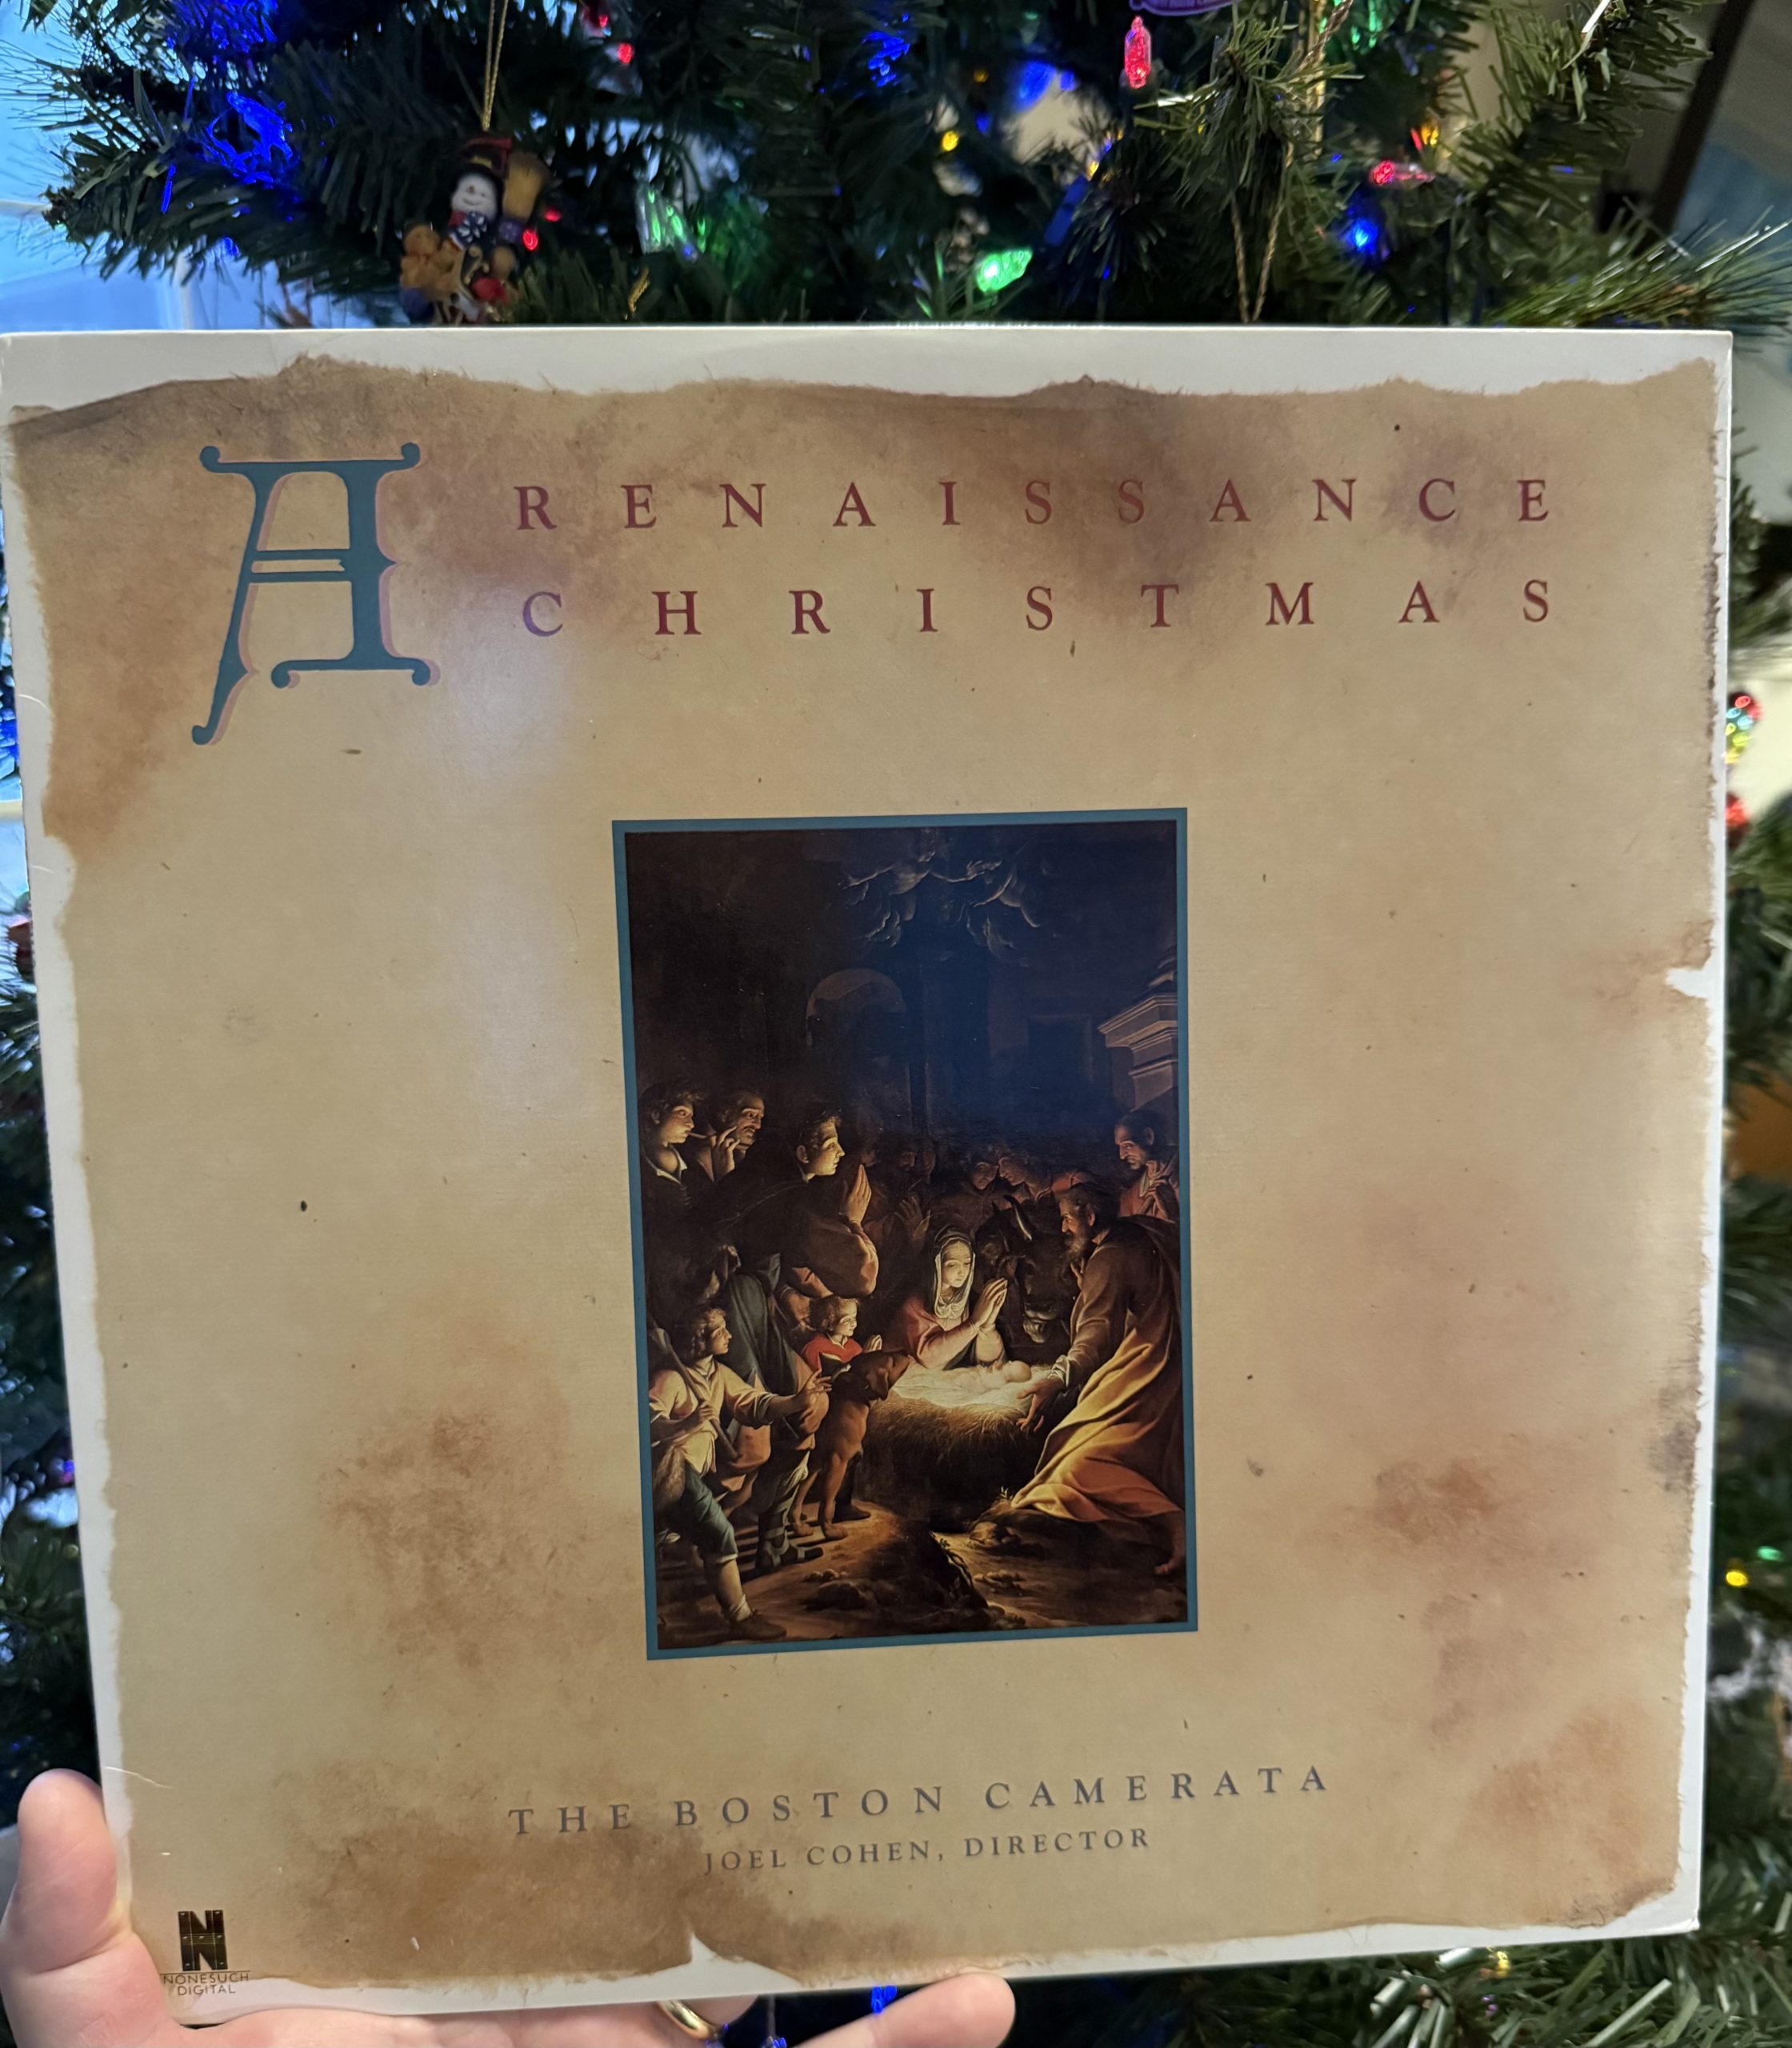 A RENAISSANCE
CHRISTMAS
THE BOSTON CAMERATA
JOEL COHEN, DIRECTOR
N
NONESUCH
DIGITAL